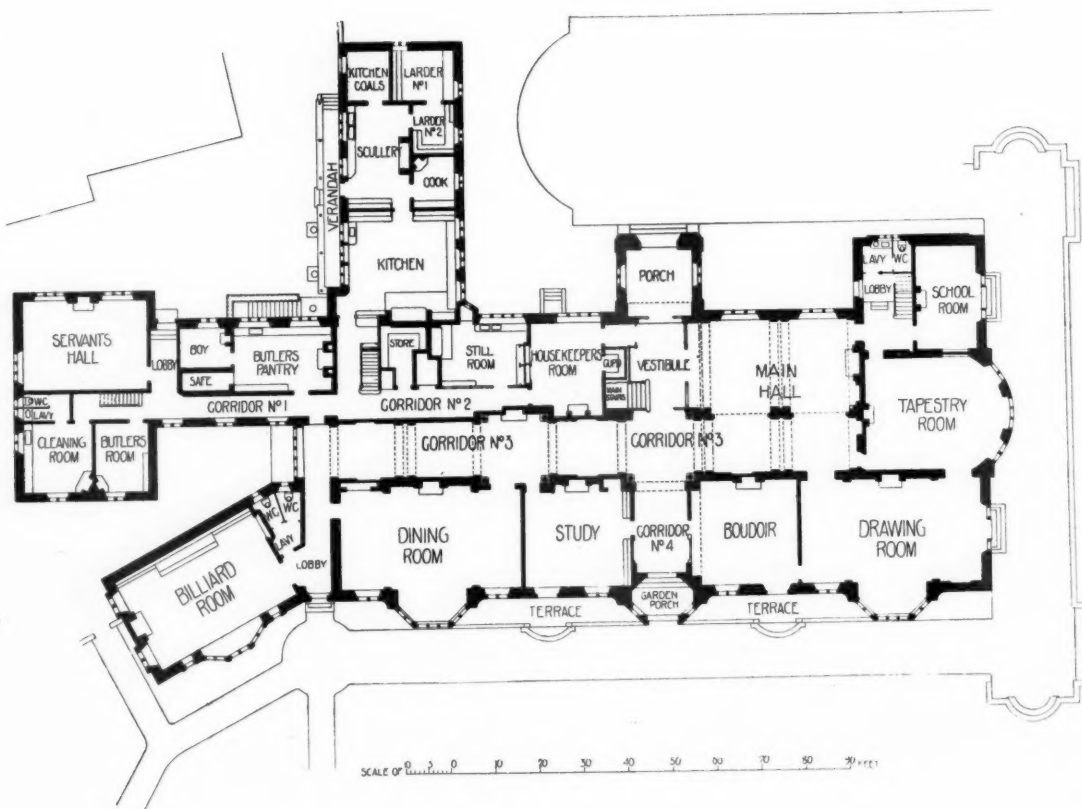 KITCHEN
COALS
LARDER
Nº1
LARDER
Nº2
SCULLERY
COOK
VERANDAH
KITCHEN
PORCH
LAVY
WC
LOBBY
SCHOOL
ROOM
SERVANTS
HALL
LOBBY
BOY
SAFE
BUTLERS
PANTRY
STORE
STILL
ROOM
HOUSEKEEPERS
ROOM
CUPD
MAIN
STAIRS
VESTIBULE
MAIN
HALL
TAPESTRY
ROOM
WC
LAVY
CORRIDOR Nº1
CORRIDOR Nº2
CLEANING
ROOM
BUTLERS
ROOM
CORRIDOR Nº3
CORRIDOR Nº3
WC
WC
LAVY
LOBBY
BILLIARD
ROOM
DINING
ROOM
STUDY
CORRIDOR
Nº4
BOUDOIR
DRAWING
ROOM
TERRACE
GARDEN
PORCH
TERRACE
SCALE OF 10 5 0 10 20 30 40 50 60 70 80 90 FEET